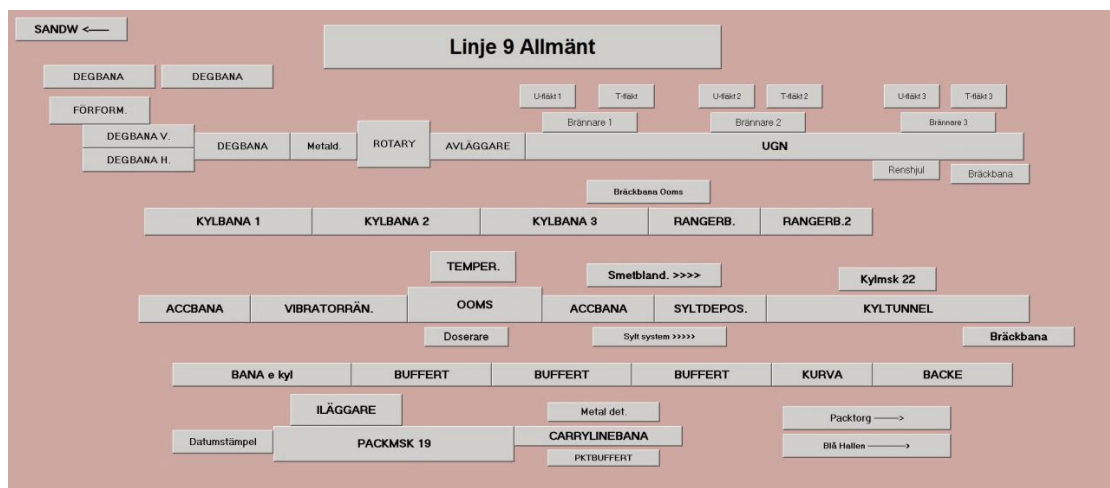 SANDW <——
Linje 9 Allmänt
DEGBANA DEGBANA
FÖRFORM.
U-fläkt 1 T-fläkt U-fläkt 2 T-fläkt 2 U-fläkt 3 T-fläkt 3
Brännare 1 Brännare 2 Brännare 3
DEGBANA V.
DEGBANA H.
DEGBANA Metald. ROTARY AVLÄGGARE UGN
Renshjul Bräckbana
Bräckbana Ooms
KYLBANA 1 KYLBANA 2 KYLBANA 3 RANGERB. RANGERB.2
TEMPER. Smetbland. >>>> Kylmsk 22
ACCBANA VIBRATORRÄN. OOMS ACCBANA SYLTDEPOS. KYLTUNNEL
Doserare Sylt system >>>>> Bräckbana
BANA e kyl BUFFERT BUFFERT BUFFERT KURVA BACKE
ILÄGGARE Metal det. Packtorg ——>
Datumstämpel PACKMSK 19 CARRYLINEBANA Blå Hallen ———>
PKTBUFFERT